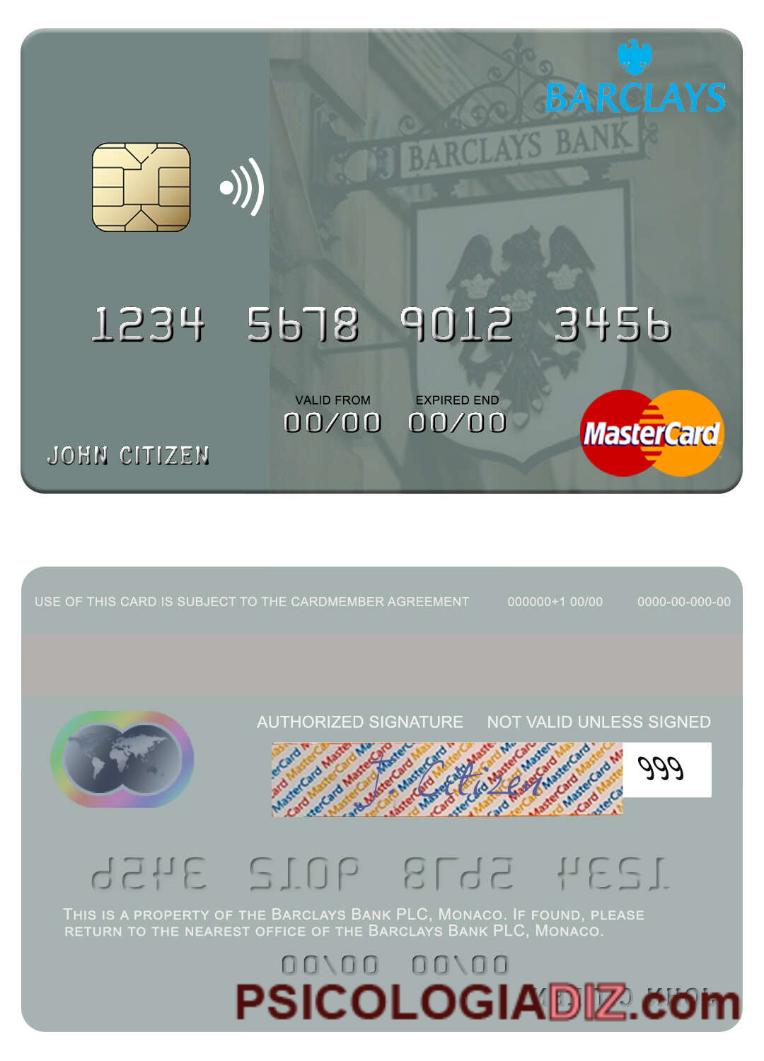 BARCLAYS
BARCLAYS BANK
1234 5678 9012 3456
VALID FROM EXPIRED END
00/00 00/00
MasterCard
JOHN CITIZEN
USE OF THIS CARD IS SUBJECT TO THE CARDMEMBER AGREEMENT 000000+1 00/00 0000-00-000-00
AUTHORIZED SIGNATURE NOT VALID UNLESS SIGNED
J Citizen 999
1234 5678 9012 3456
THIS IS A PROPERTY OF THE BARCLAYS BANK PLC, MONACO. IF FOUND, PLEASE
RETURN TO THE NEAREST OFFICE OF THE BARCLAYS BANK PLC, MONACO.
00/00 00/00
JOHN CITIZEN
PSICOLOGIADIZ.com